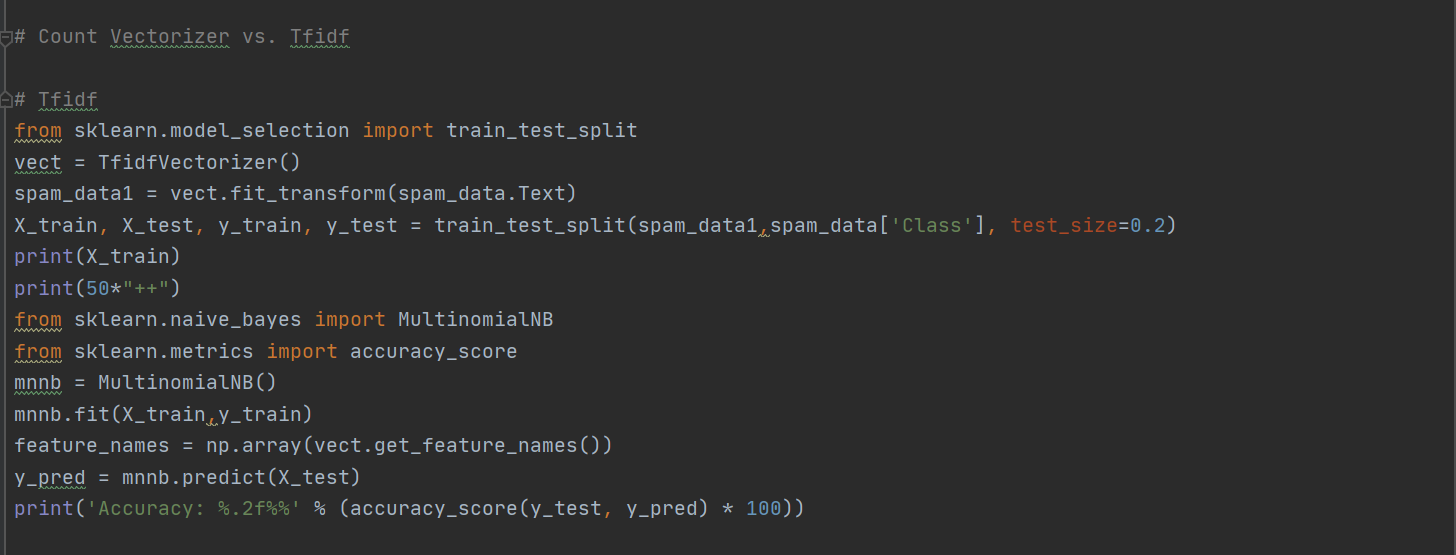 # Count Vectorizer vs. Tfidf
# Tfidf
from sklearn.model_selection import train_test_split
vect = TfidfVectorizer()
spam_data1 = vect.fit_transform(spam_data.Text)
X_train, X_test, y_train, y_test = train_test_split(spam_data1,spam_data['Class'], test_size=0.2)
print(X_train)
print(50*"++")
from sklearn.naive_bayes import MultinomialNB
from sklearn.metrics import accuracy_score
mnnb = MultinomialNB()
mnnb.fit(X_train,y_train)
feature_names = np.array(vect.get_feature_names())
y_pred = mnnb.predict(X_test)
print('Accuracy: %.2f%%' % (accuracy_score(y_test, y_pred) * 100))